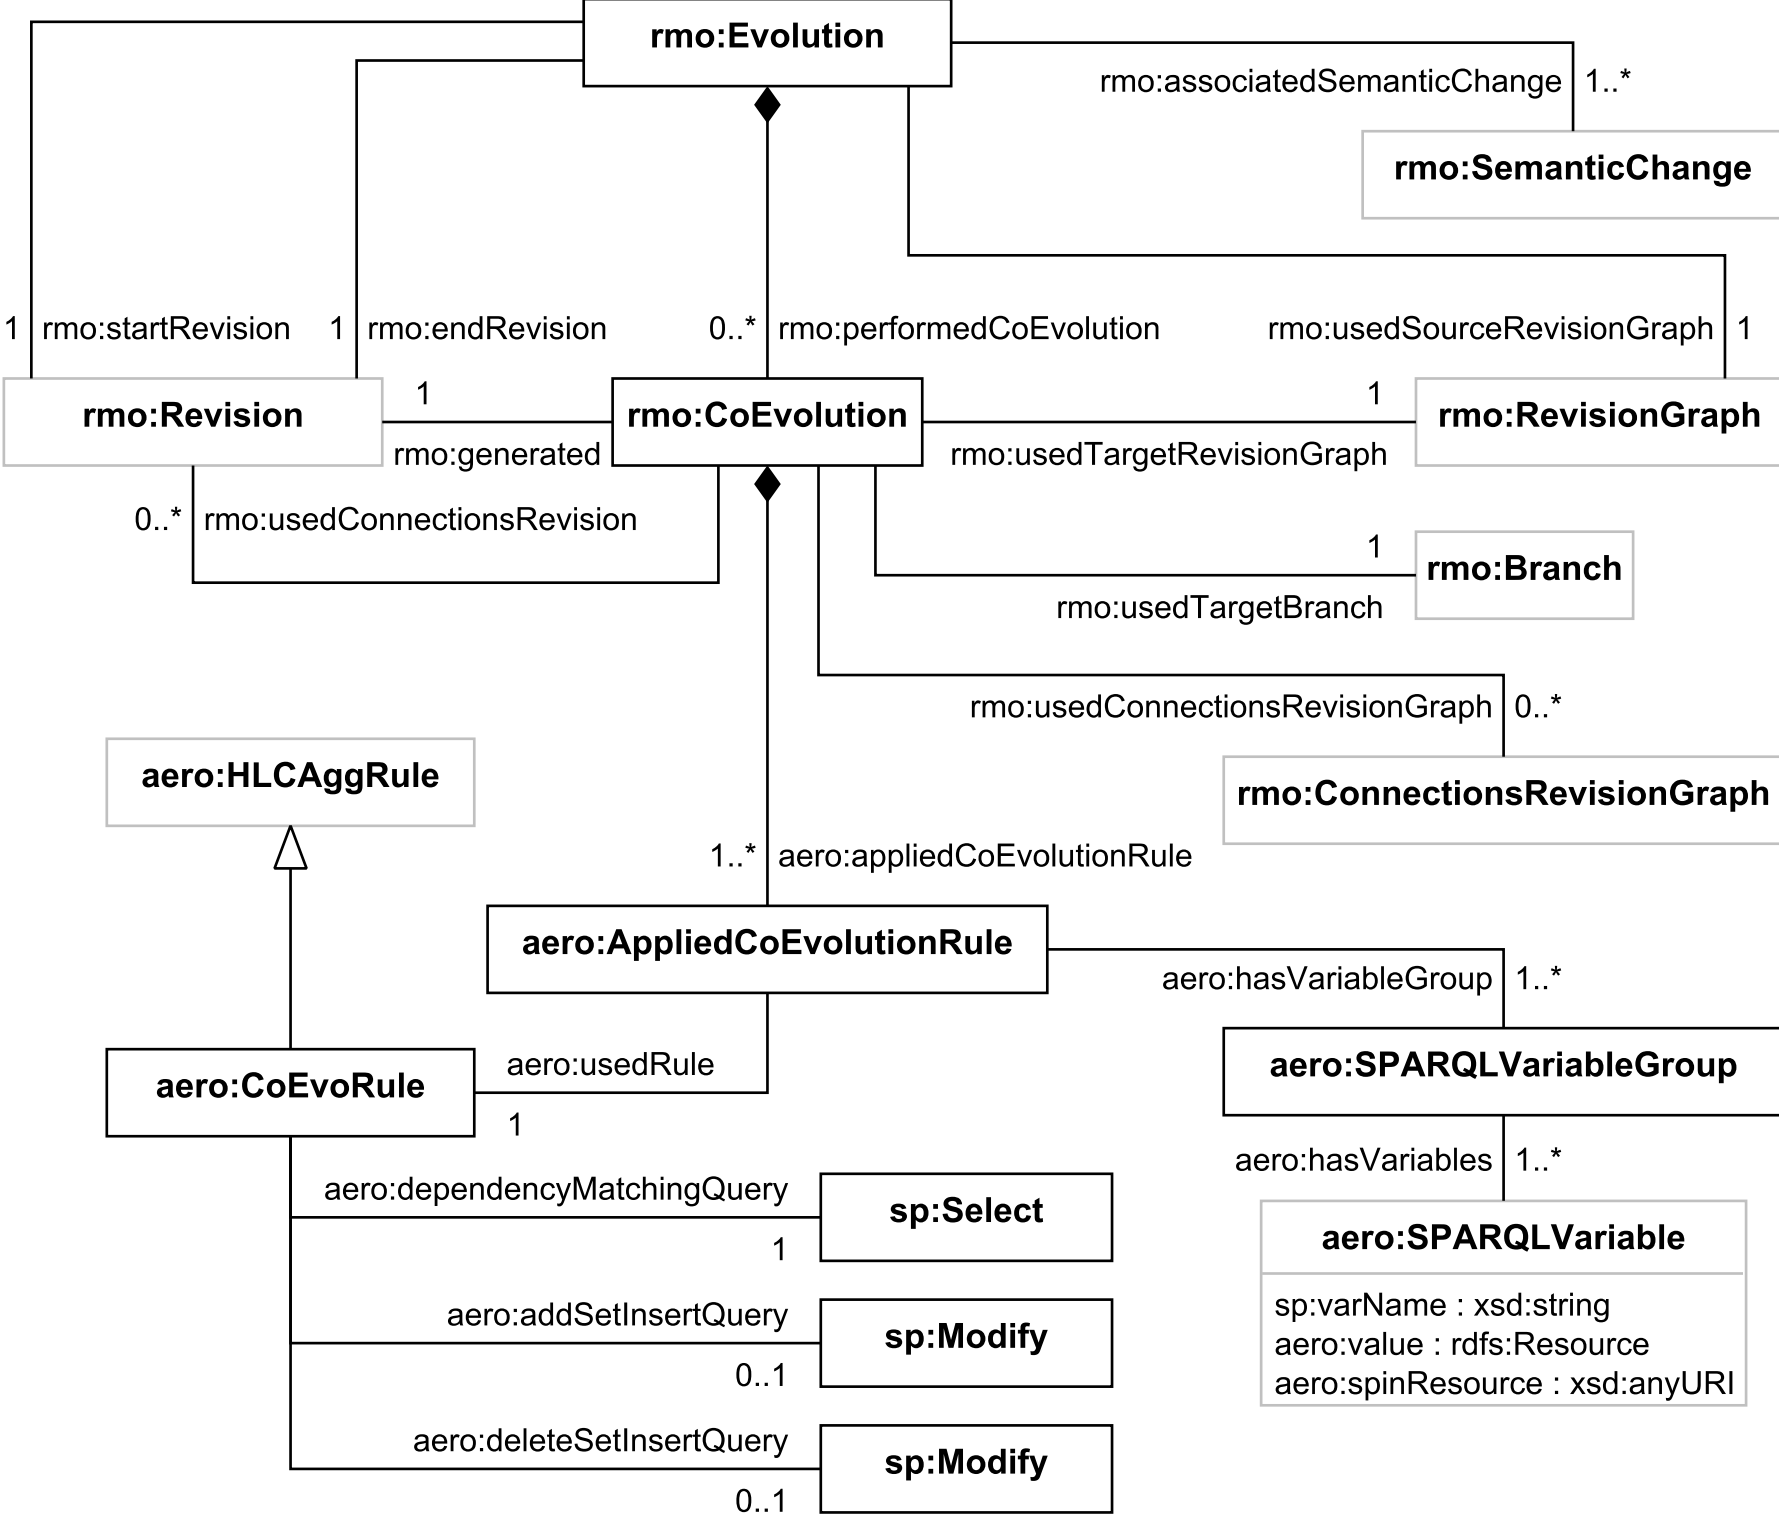 rmo:Evolution
rmo:associatedSemanticChange 1..*
rmo:SemanticChange
1 rmo:startRevision 1 rmo:endRevision 0..* rmo:performedCoEvolution rmo:usedSourceRevisionGraph 1
rmo:Revision 1 rmo:generated rmo:CoEvolution 1 rmo:usedTargetRevisionGraph rmo:RevisionGraph
0..* rmo:usedConnectionsRevision
1
rmo:Branch
rmo:usedTargetBranch
rmo:usedConnectionsRevisionGraph 0..*
aero:HLCAggRule
rmo:ConnectionsRevisionGraph
1..* aero:appliedCoEvolutionRule
aero:AppliedCoEvolutionRule
aero:hasVariableGroup 1..*
aero:usedRule
aero:SPARQLVariableGroup
aero:CoEvoRule
1
aero:hasVariables 1..*
aero:dependencyMatchingQuery
sp:Select
1
aero:SPARQLVariable
sp:varName : xsd:string
aero:value : rdfs:Resource
aero:spinResource : xsd:anyURI
aero:addSetInsertQuery
sp:Modify
0..1
aero:deleteSetInsertQuery
sp:Modify
0..1